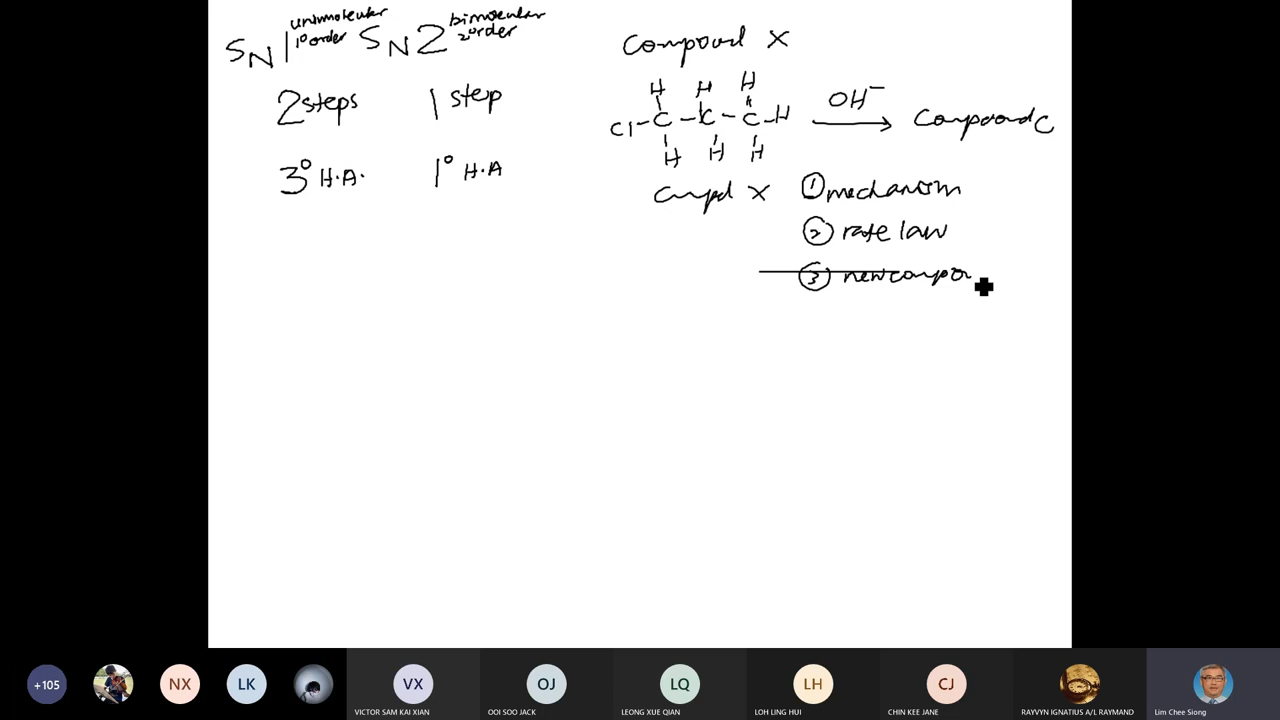 unimolecular
SN1 1° order
bimolecular
SN2 2° order
2 steps 1 step
3° H.A. 1° H.A
Compound X
H H H
Cl-C-C-C-H OH⁻ → Compound C
H H H
cmpd X
① mechanism
② rate law
③ new compo
+105
NX
LK
VX
OJ
LQ
LH
CJ
VICTOR SAM KAI XIAN
OOI SOO JACK
LEONG XUE QIAN
LOH LING HUI
CHIN KEE JANE
RAYVYN IGNATIUS A/L RAYMAND
Lim Chee Siong